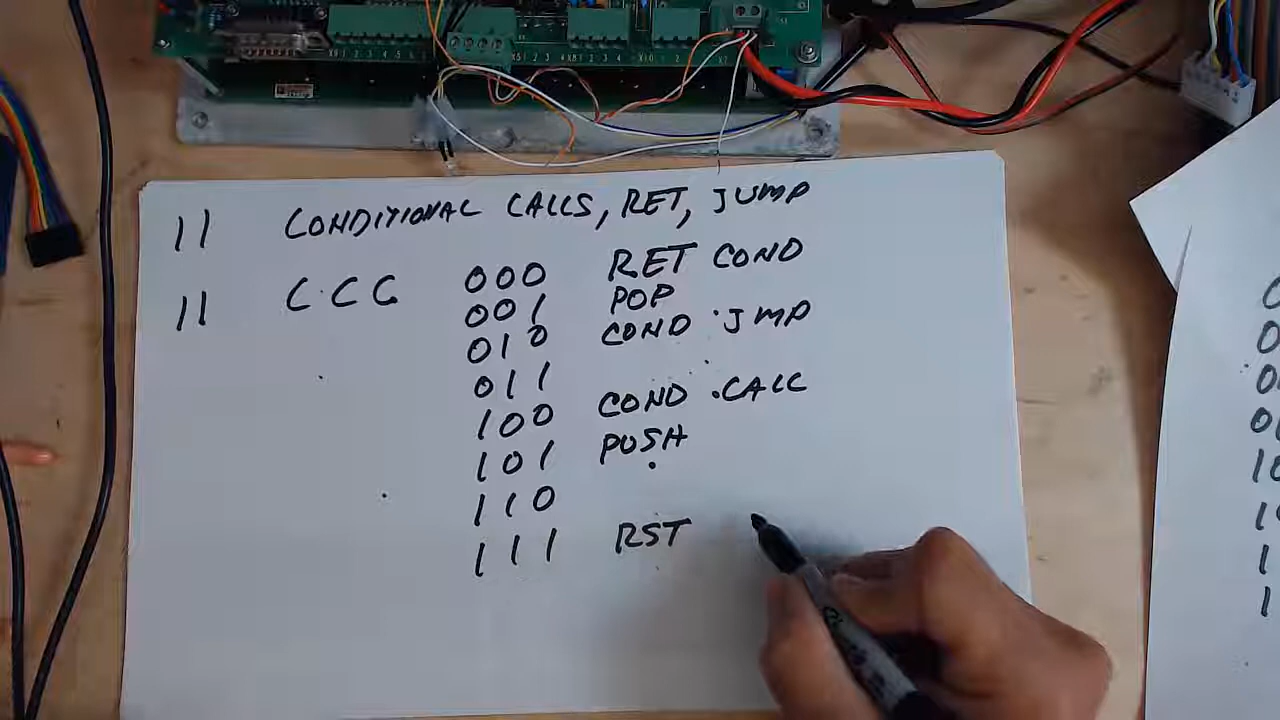 11 CONDITIONAL CALLS, RET, JUMP
11 CCC 000 RET COND
001 POP
010 COND JMP
011
100 COND CALL
101 PUSH
110
111 RST